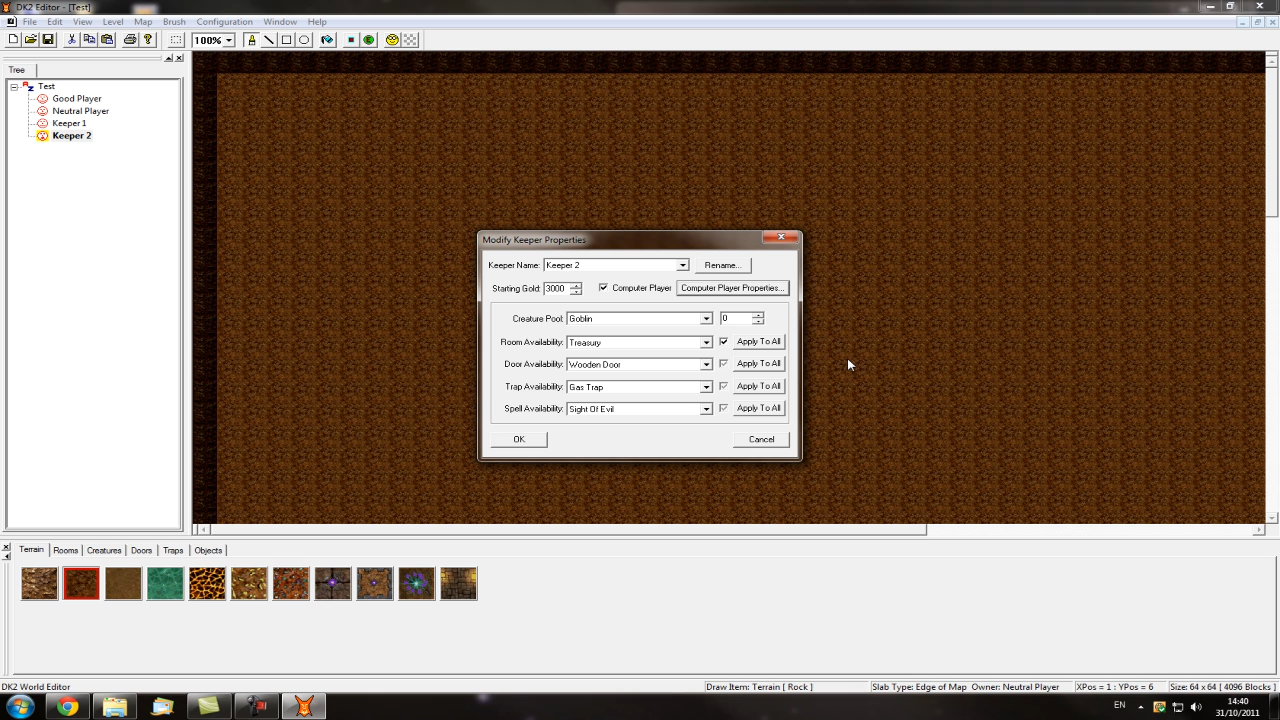 DK2 Editor - [Test]
File Edit View Level Map Brush Configuration Window Help
100%
Tree
Test
Good Player
Neutral Player
Keeper 1
Keeper 2
Modify Keeper Properties
Keeper Name: Keeper 2 Rename...
Starting Gold: 3000 Computer Player Computer Player Properties...
Creature Pool: Goblin 0
Room Availability: Treasury Apply To All
Door Availability: Wooden Door Apply To All
Trap Availability: Gas Trap Apply To All
Spell Availability: Sight Of Evil Apply To All
OK Cancel
Terrain Rooms Creatures Doors Traps Objects
DK2 World Editor Draw Item: Terrain [ Rock ] Slab Type: Edge of Map Owner: Neutral Player XPos = 1 : YPos = 6 Size: 64 x 64 [ 4096 Blocks ]
EN 14:40
31/10/2011